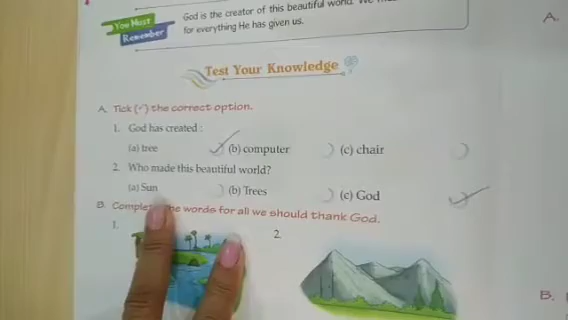 You Must
Remember
God is the creator of this beautiful world. We
for everything He has given us.
A.
Test Your Knowledge
A. Tick (✓) the correct option.
1. God has created :
(a) tree ✓ (b) computer (c) chair
2. Who made this beautiful world?
(a) Sun (b) Trees (c) God ✓
B. Complete the words for all we should thank God.
1. 2.
B.